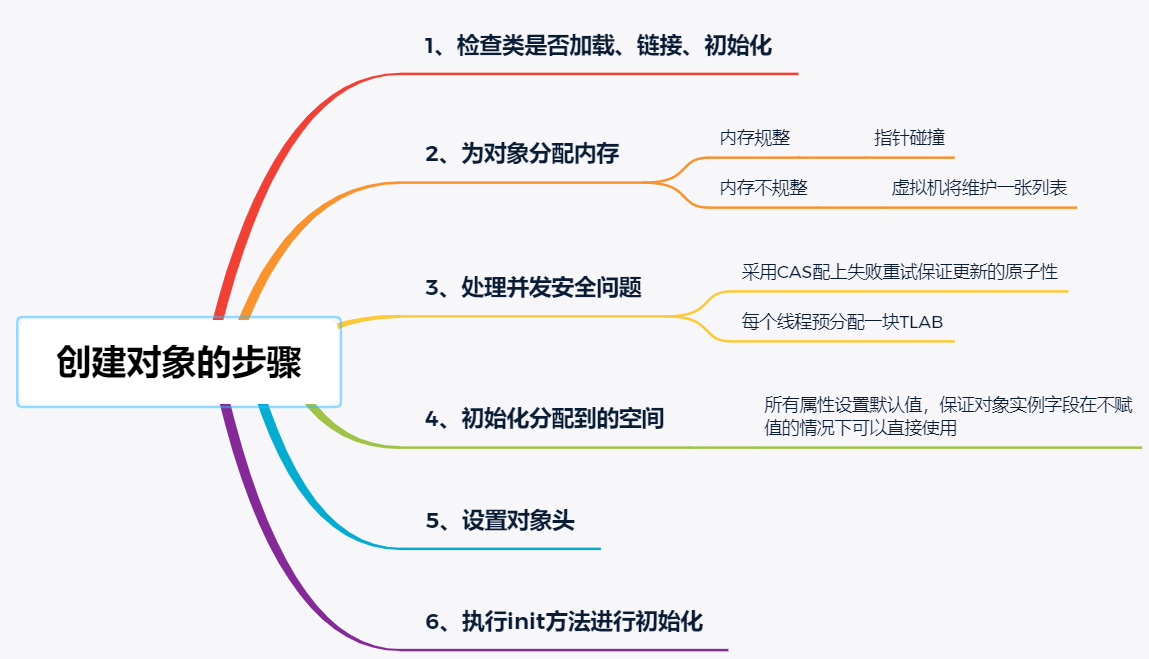 创建对象的步骤
1、检查类是否加载、链接、初始化
2、为对象分配内存
内存规整
指针碰撞
内存不规整
虚拟机将维护一张列表
3、处理并发安全问题
采用CAS配上失败重试保证更新的原子性
每个线程预分配一块TLAB
4、初始化分配到的空间
所有属性设置默认值，保证对象实例字段在不赋
值的情况下可以直接使用
5、设置对象头
6、执行init方法进行初始化